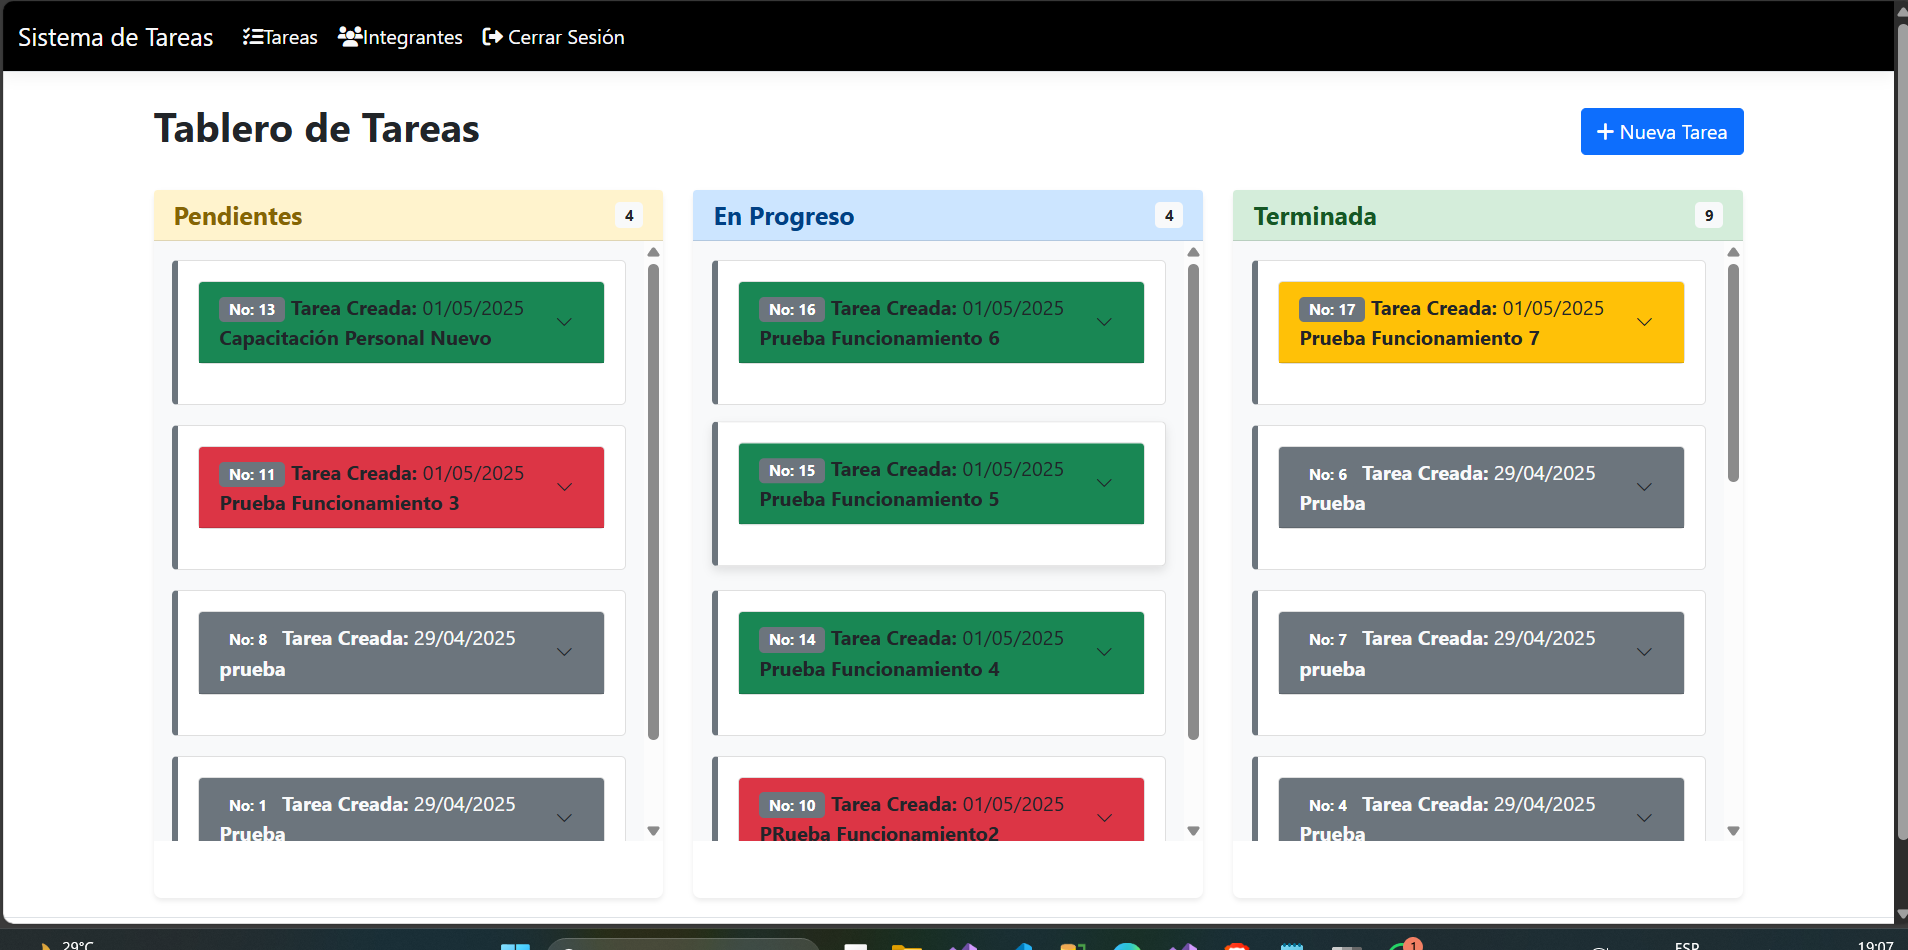 Sistema de Tareas Tareas Integrantes Cerrar Sesión
Tablero de Tareas
+ Nueva Tarea
Pendientes 4
No: 13 Tarea Creada: 01/05/2025
Capacitación Personal Nuevo
No: 11 Tarea Creada: 01/05/2025
Prueba Funcionamiento 3
No: 8 Tarea Creada: 29/04/2025
prueba
No: 1 Tarea Creada: 29/04/2025
Prueba
En Progreso 4
No: 16 Tarea Creada: 01/05/2025
Prueba Funcionamiento 6
No: 15 Tarea Creada: 01/05/2025
Prueba Funcionamiento 5
No: 14 Tarea Creada: 01/05/2025
Prueba Funcionamiento 4
No: 10 Tarea Creada: 01/05/2025
PRueba Funcionamiento2
Terminada 9
No: 17 Tarea Creada: 01/05/2025
Prueba Funcionamiento 7
No: 6 Tarea Creada: 29/04/2025
Prueba
No: 7 Tarea Creada: 29/04/2025
prueba
No: 4 Tarea Creada: 29/04/2025
Prueba
29°C
1
ESP
19:07